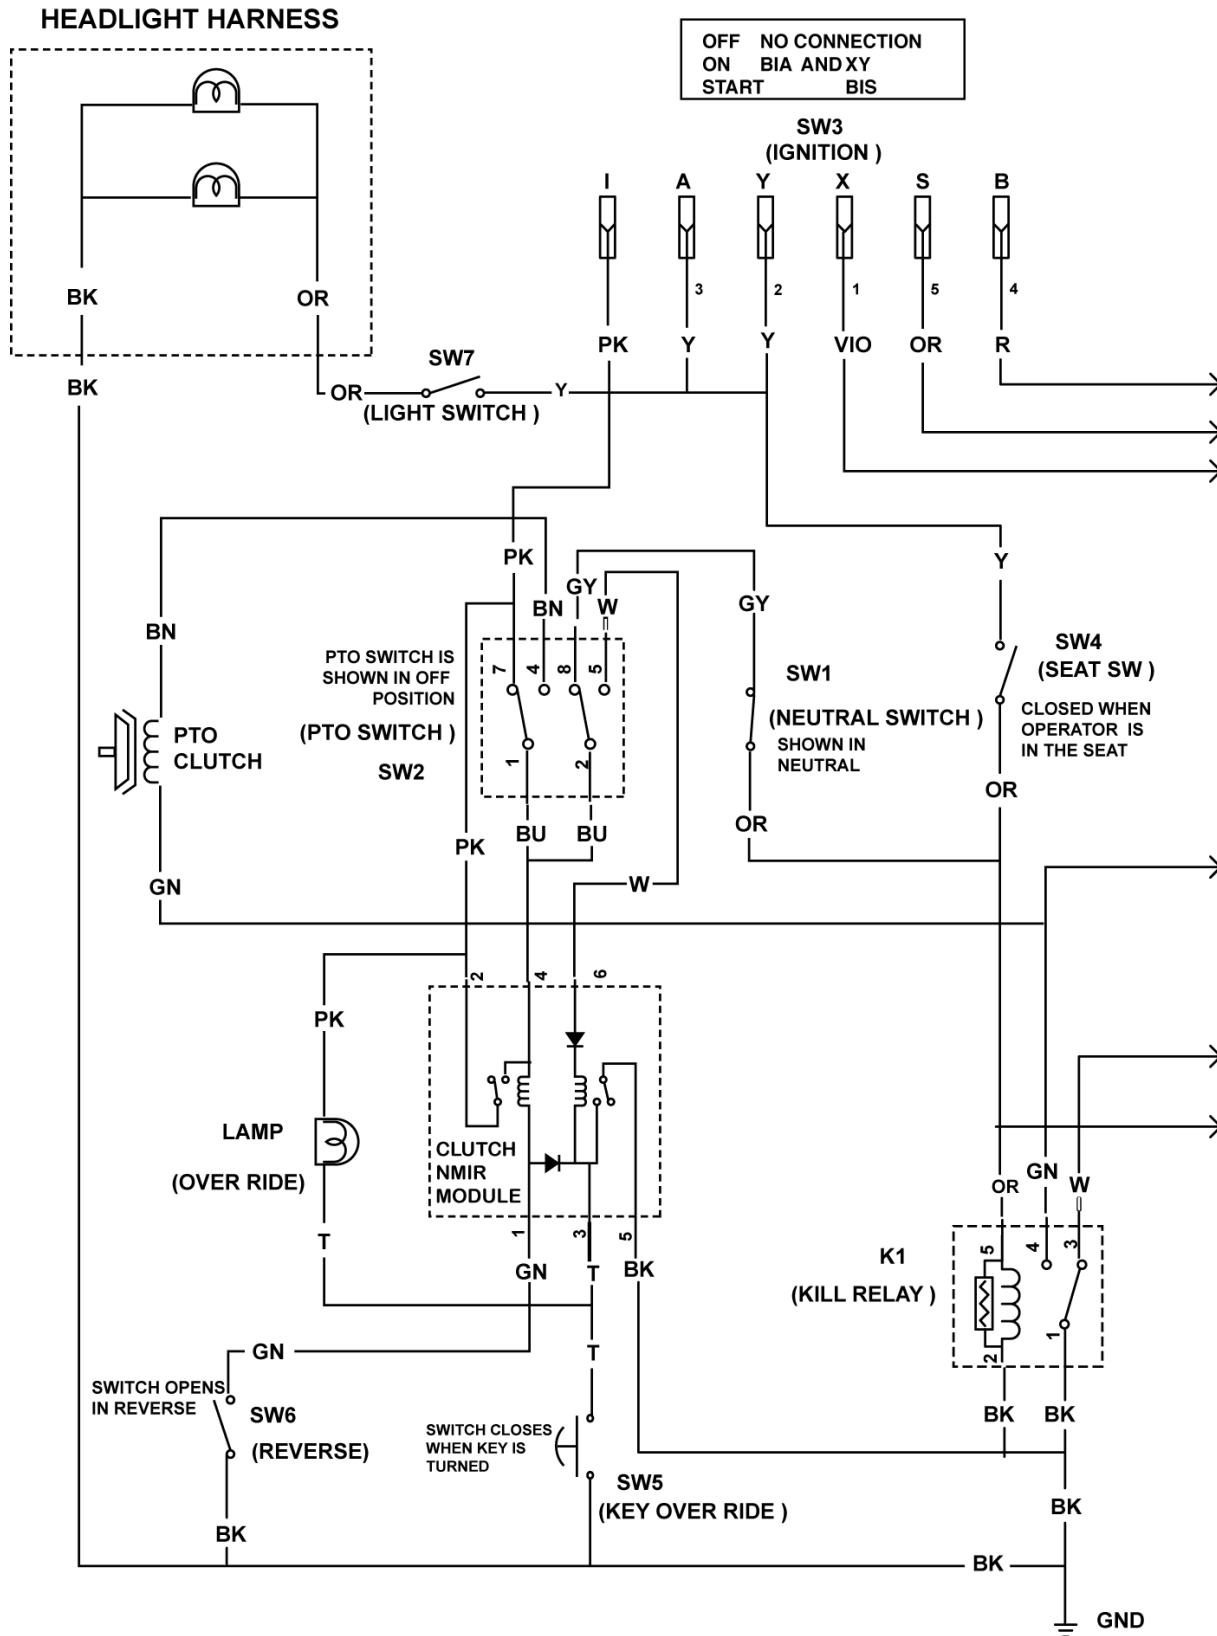 HEADLIGHT HARNESS
OFF NO CONNECTION
ON BIA AND XY
START BIS
SW3
(IGNITION )
I A Y X S B
3 2 1 5 4
BK OR
PK Y Y VIO OR R
BK
SW7
OR Y
(LIGHT SWITCH )
PK
GY
BN W
GY
Y
BN
PTO SWITCH IS
SHOWN IN OFF
POSITION
7 4 8 5
SW1
SW4
(SEAT SW )
(PTO SWITCH )
SW2
1 2
(NEUTRAL SWITCH )
SHOWN IN
NEUTRAL
CLOSED WHEN
OPERATOR IS
IN THE SEAT
PTO
CLUTCH
OR
OR
BU BU
PK
GN
W
2 4 6
PK
LAMP
(OVER RIDE)
CLUTCH
NMIR
MODULE
GN
OR W
T
1 3 5
GN T BK
K1
(KILL RELAY )
5 4 3
2 1
GN
T
SWITCH OPENS
IN REVERSE
SW6
(REVERSE)
BK BK
SWITCH CLOSES
WHEN KEY IS
TURNED
SW5
(KEY OVER RIDE )
BK
BK
BK
GND